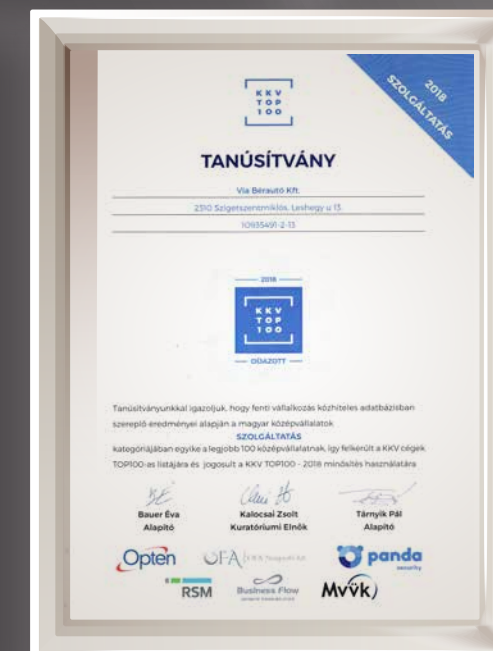 2018
SZOLGÁLTATÁS
KKV
TOP
100
TANÚSÍTVÁNY
Via Bérautó Kft.
2310 Szigetszentmiklós, Leshegy u 13.
10935491-2-13
2018
KKV
TOP
100
DÍJAZOTT
Tanúsítványunkkal igazoljuk, hogy fenti vállalkozás közhiteles adatbázisban
szereplő eredményei alapján a magyar középvállalatok
SZOLGÁLTATÁS
kategóriájában egyike a legjobb 100 középvállalatnak, így felkerült a KKV cégek
TOP100-as listájára és jogosult a KKV TOP100 - 2018 minősítés használatára
Bauer Éva
Alapító
Kalocsai Zsolt
Kuratóriumi Elnök
Tárnyik Pál
Alapító
Opten
OFA
panda
security
RSM
Business Flow
Mvvk)